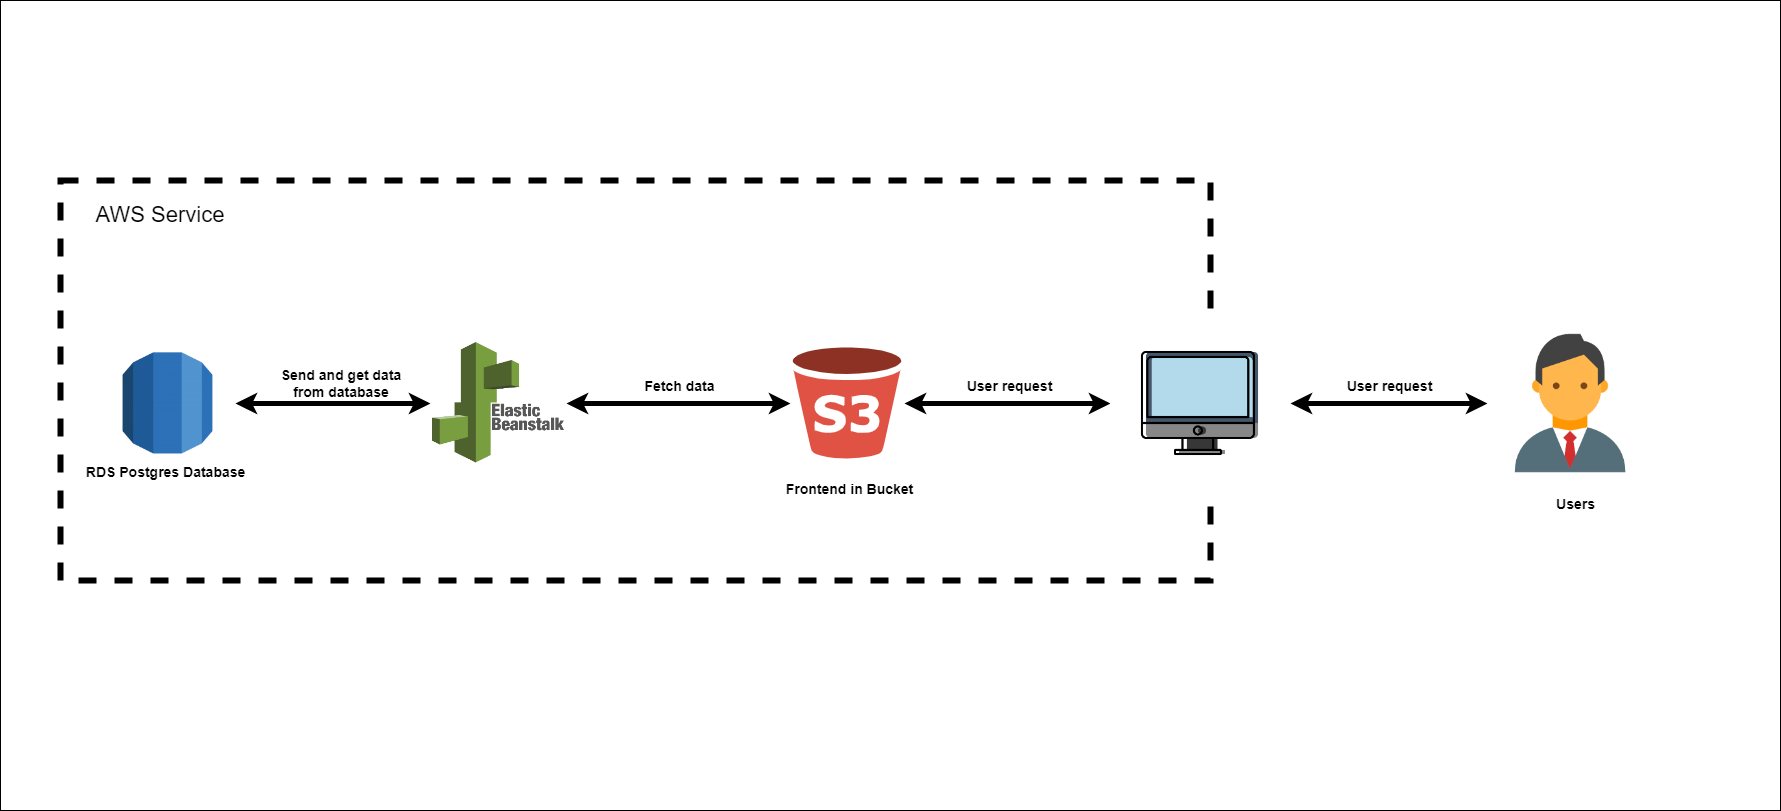 AWS Service
Send and get data
from database
Fetch data
User request
User request
Elastic
Beanstalk
S3
RDS Postgres Database
Frontend in Bucket
Users